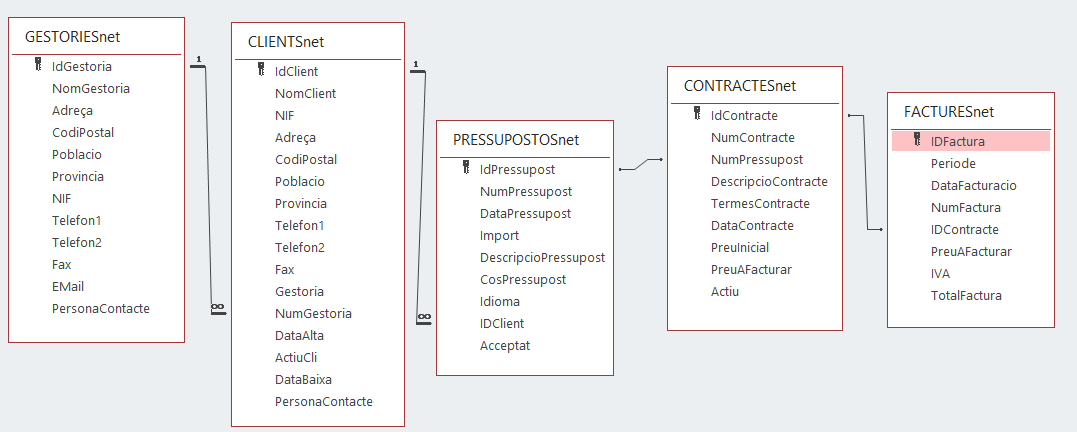 GESTORIESnet
IdGestoria
NomGestoria
Adreça
CodiPostal
Poblacio
Provincia
NIF
Telefon1
Telefon2
Fax
EMail
PersonaContacte
1
∞
CLIENTSnet
IdClient
NomClient
NIF
Adreça
CodiPostal
Poblacio
Provincia
Telefon1
Telefon2
Fax
Gestoria
NumGestoria
DataAlta
ActiuCli
DataBaixa
PersonaContacte
1
∞
PRESSUPOSTOSnet
IdPressupost
NumPressupost
DataPressupost
Import
DescripcioPressupost
CosPressupost
Idioma
IDClient
Acceptat
CONTRACTESnet
IdContracte
NumContracte
NumPressupost
DescripcioContracte
TermesContracte
DataContracte
PreuInicial
PreuAFacturar
Actiu
FACTURESnet
IDFactura
Periode
DataFacturacio
NumFactura
IDContracte
PreuAFacturar
IVA
TotalFactura